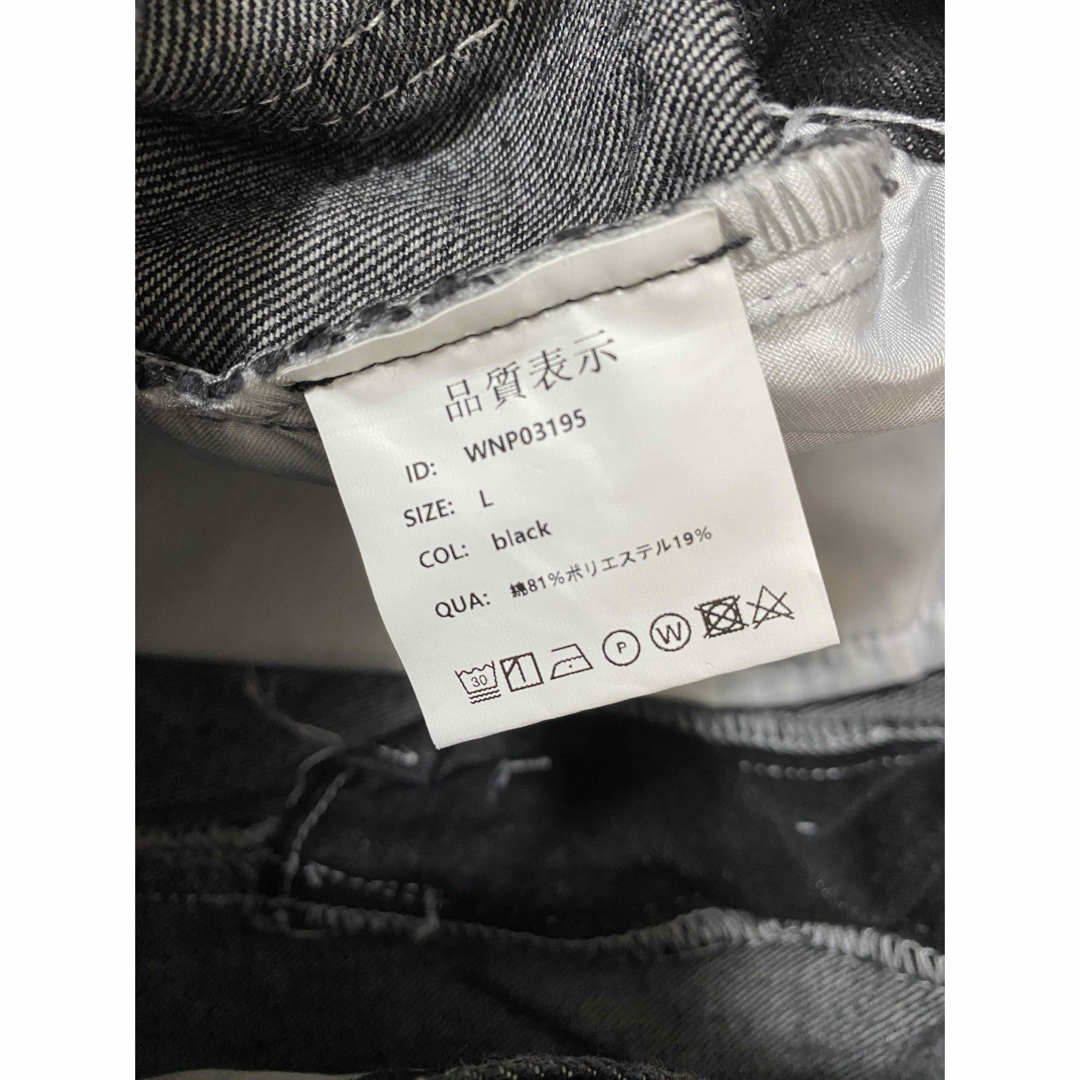 品質表示
ID: WNP03195
SIZE: L
COL: black
QUA: 綿81%ポリエステル19%
30 P W